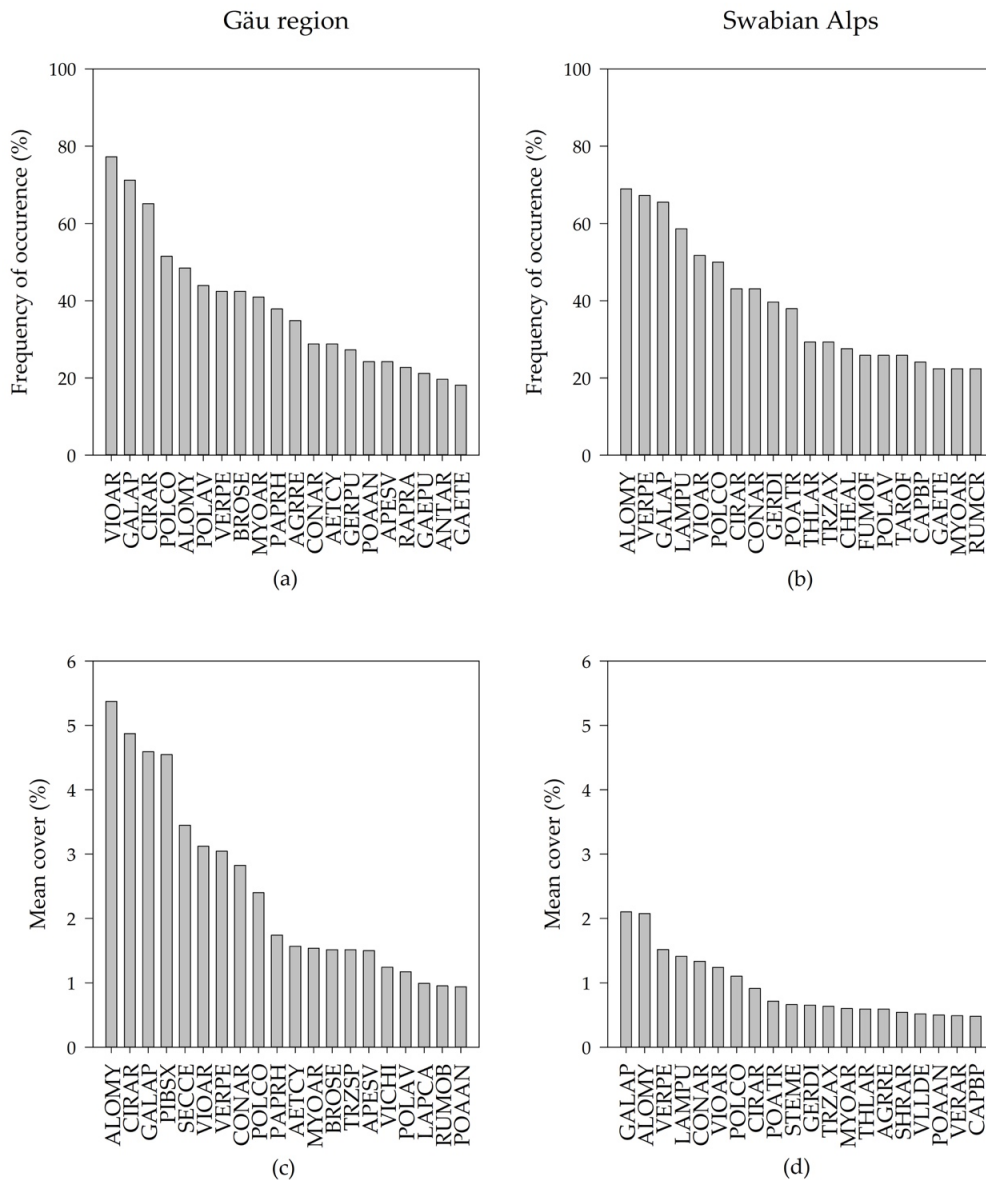 Gäu region
Swabian Alps
Frequency of occurence (%)
100
80
60
40
20
0
VIOAR
GALAP
CIRAR
POLCO
ALOMY
POLAV
VERPE
BROSE
MYOAR
PAPRH
AGRRE
CONAR
AETCY
GERPU
POAAN
APESV
RAPRA
GAEPU
ANTAR
GAETE
(a)
Frequency of occurence (%)
100
80
60
40
20
0
ALOMY
VERPE
GALAP
LAMPU
VIOAR
POLCO
CIRAR
CONAR
GERDI
POATR
THLAR
TRZAX
CHEAL
FUMOF
POLAV
TAROF
CAPBP
GAETE
MYOAR
RUMCR
(b)
Mean cover (%)
6
5
4
3
2
1
0
ALOMY
CIRAR
GALAP
PIBSX
SECCE
VIOAR
VERPE
CONAR
POLCO
PAPRH
AETCY
MYOAR
BROSE
TRZSP
APESV
VICHI
POLAV
LAPCA
RUMOB
POAAN
(c)
Mean cover (%)
6
5
4
3
2
1
0
GALAP
ALOMY
VERPE
LAMPU
CONAR
VIOAR
POLCO
CIRAR
POATR
STEME
GERDI
TRZAX
MYOAR
THLAR
AGRRE
SHRAR
VLLDE
POAAN
VERAR
CAPBP
(d)